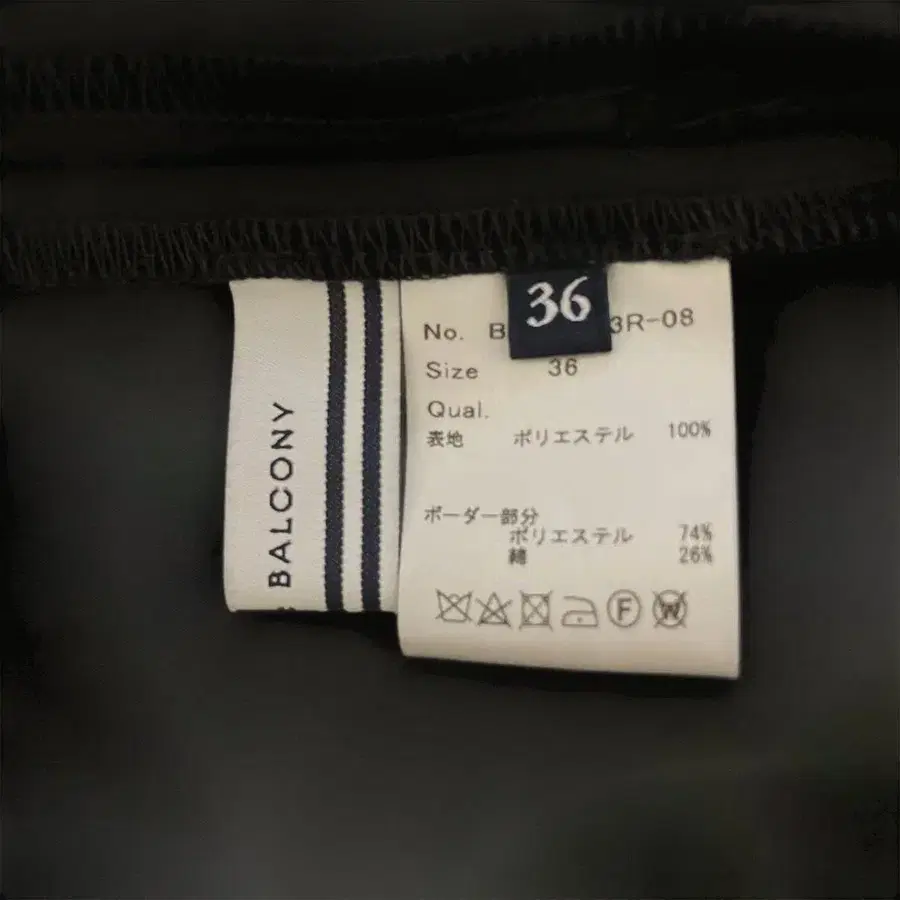 BALCONY
36
No. B 3R-08
Size 36
Qual.
表地 ポリエステル 100%
ボーダー部分
ポリエステル 74%
綿 26%
F
W